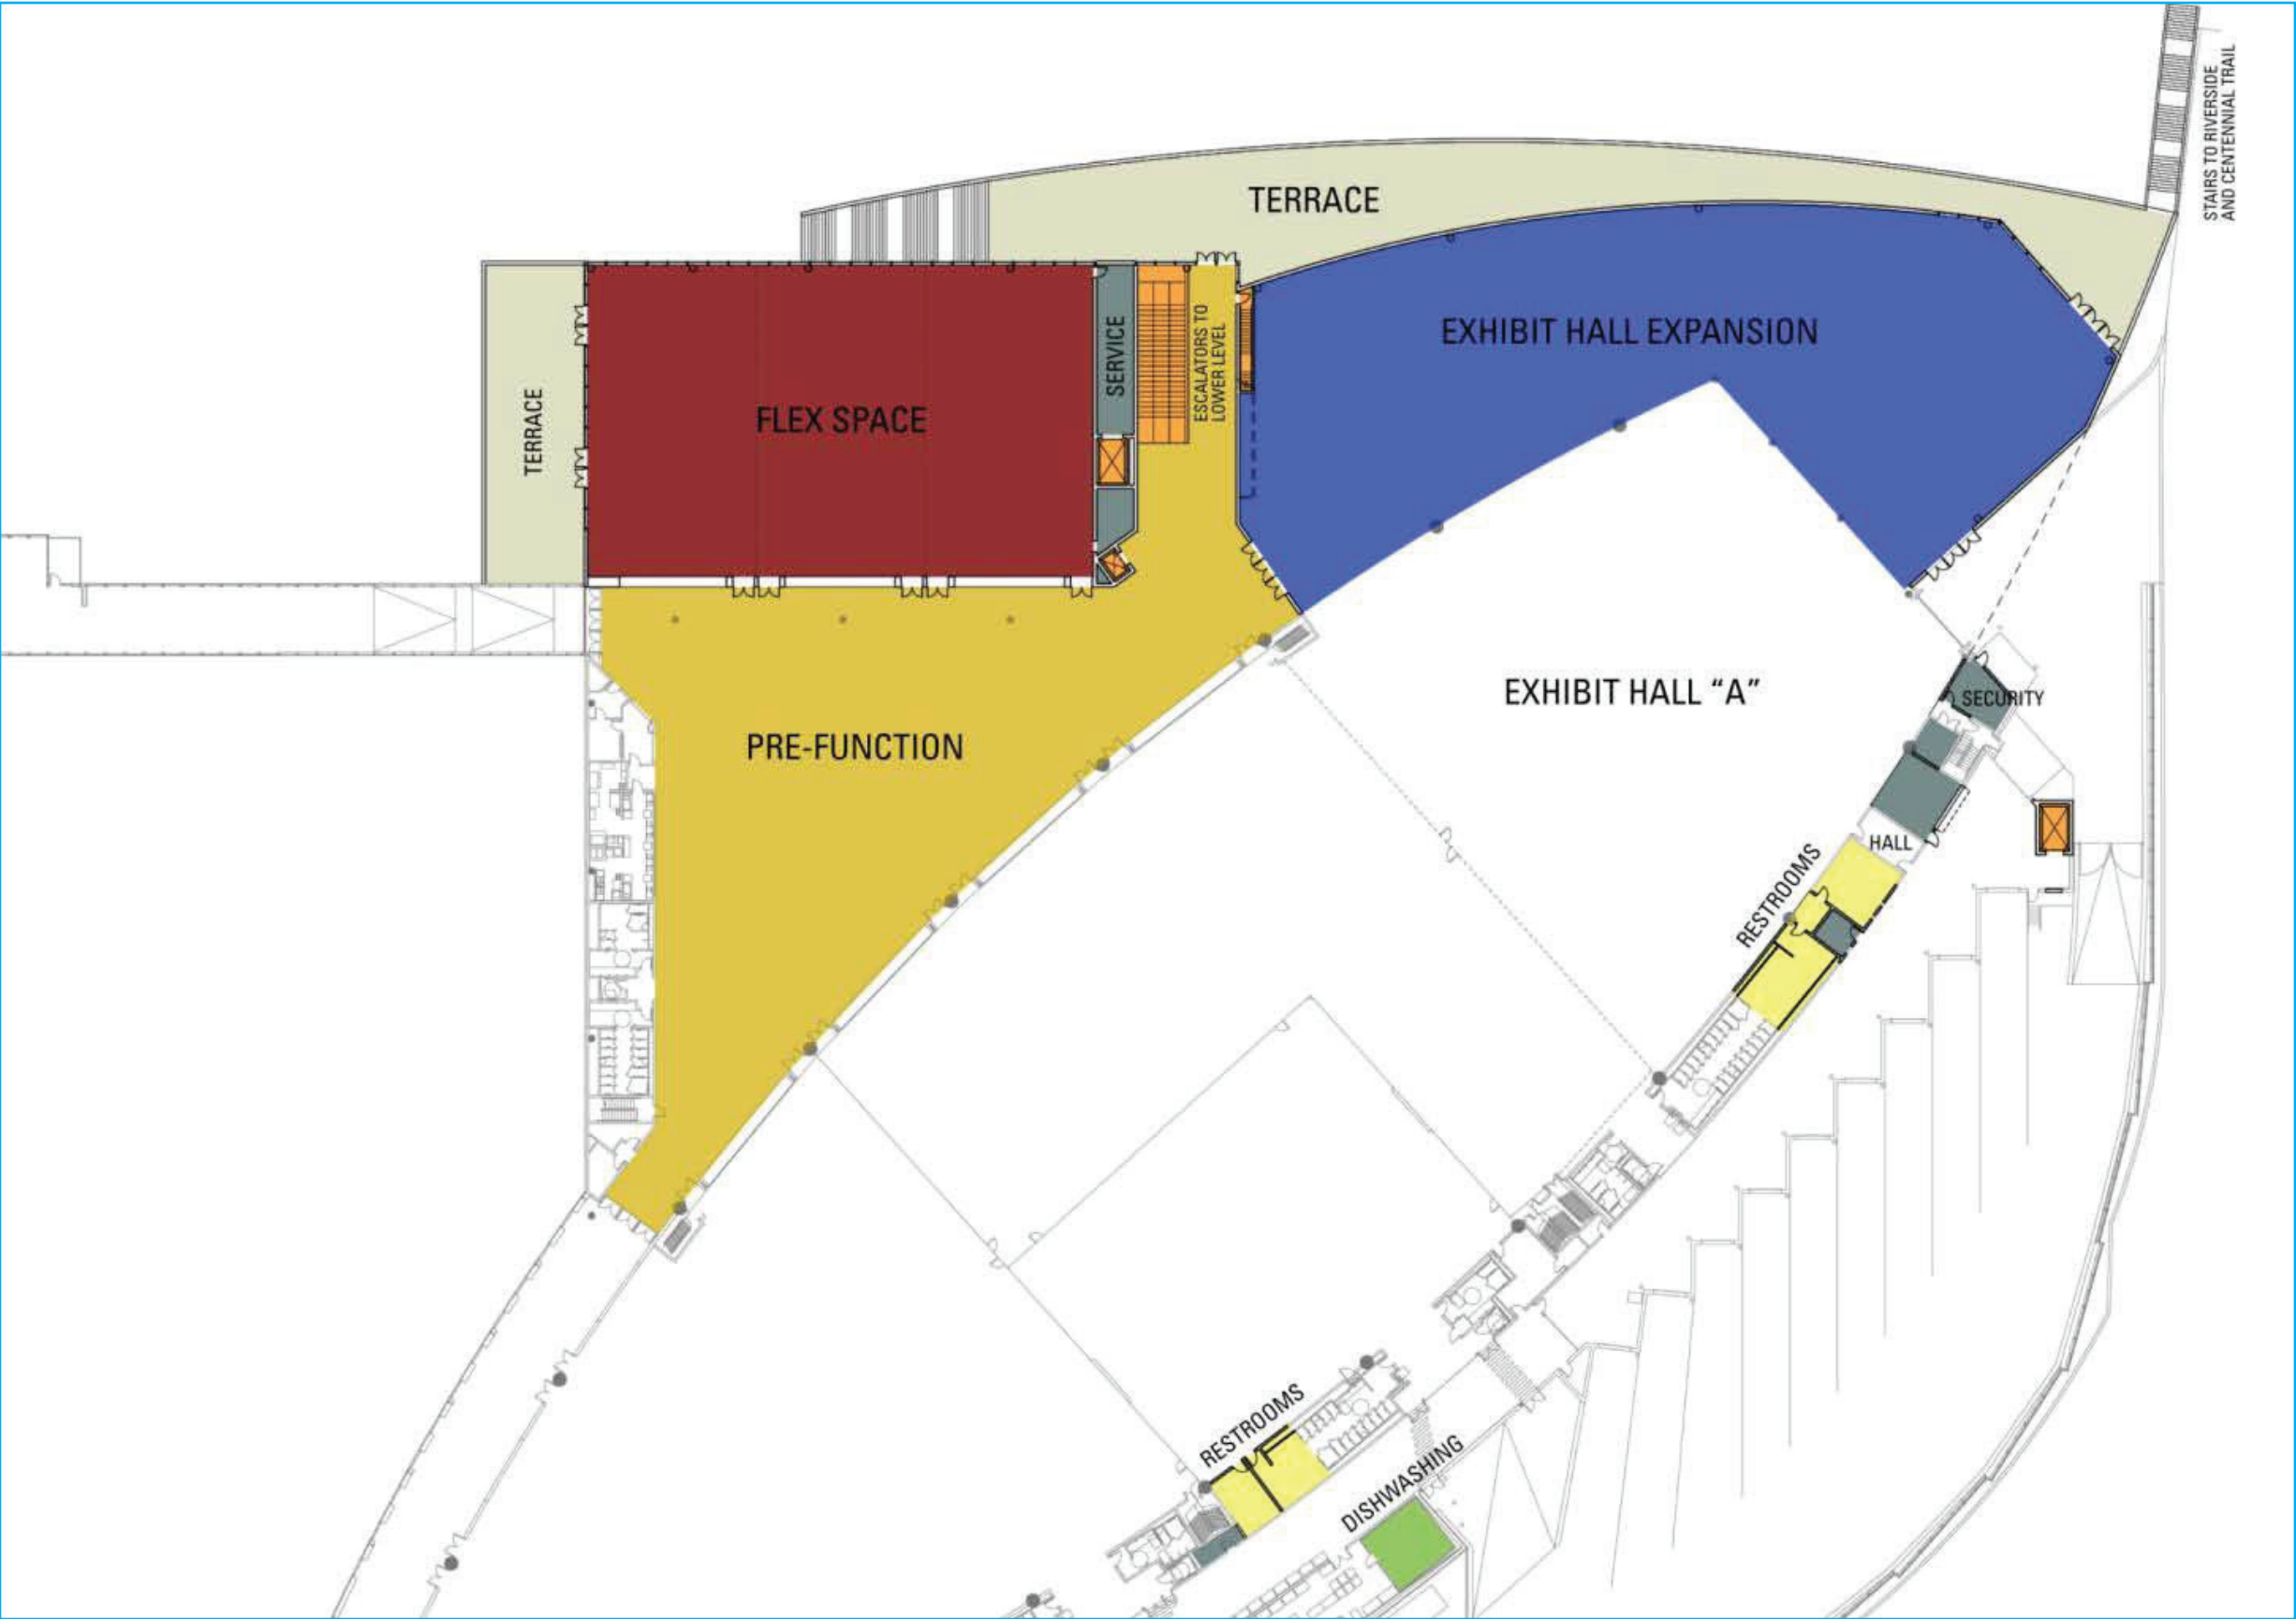 STAIRS TO RIVERSIDE
AND CENTENNIAL TRAIL
TERRACE
EXHIBIT HALL EXPANSION
SERVICE
ESCALATORS TO
LOWER LEVEL
FLEX SPACE
TERRACE
EXHIBIT HALL “A”
SECURITY
PRE-FUNCTION
HALL
RESTROOMS
RESTROOMS
DISHWASHING